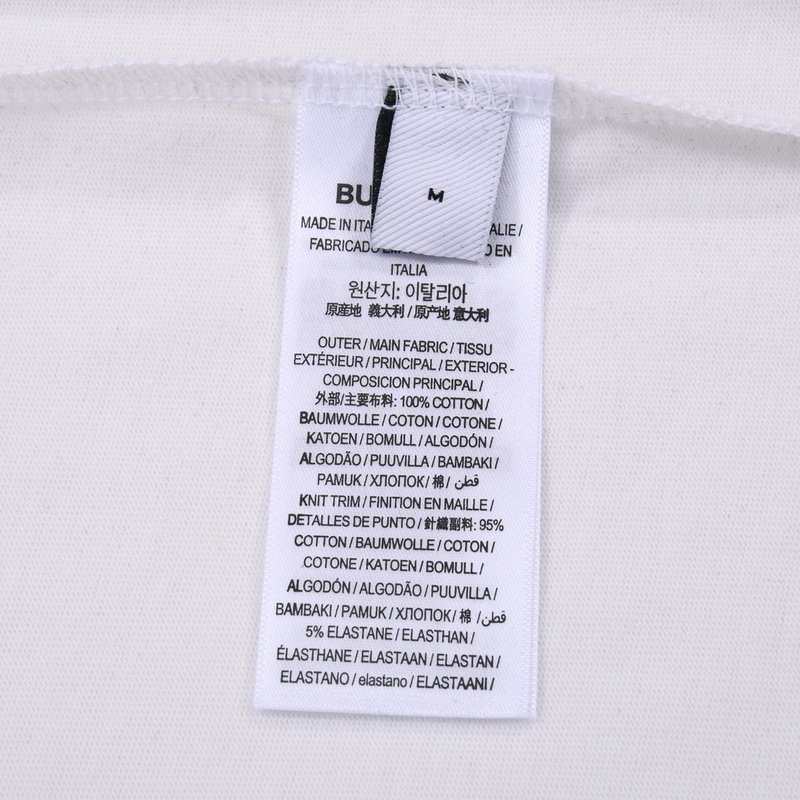 M
BU
MADE IN ITA ALIE /
FABRICADO EN
ITALIA
원산지: 이탈리아
原産地 義大利 / 原产地 意大利
OUTER / MAIN FABRIC / TISSU
EXTÉRIEUR / PRINCIPAL / EXTERIOR -
COMPOSICION PRINCIPAL /
外部/主要布料: 100% COTTON /
BAUMWOLLE / COTON / COTONE /
KATOEN / BOMULL / ALGODÓN /
ALGODÃO / PUUVILLA / BAMBAKI /
PAMUK / ХЛОПОК / 棉 / قطن /
KNIT TRIM / FINITION EN MAILLE /
DETALLES DE PUNTO / 針織副料: 95%
COTTON / BAUMWOLLE / COTON /
COTONE / KATOEN / BOMULL /
ALGODÓN / ALGODÃO / PUUVILLA /
BAMBAKI / PAMUK / ХЛОПОК / 棉 / قطن /
5% ELASTANE / ELASTHAN /
ÉLASTHANE / ELASTAAN / ELASTAN /
ELASTANO / elastano / ELASTAANI /